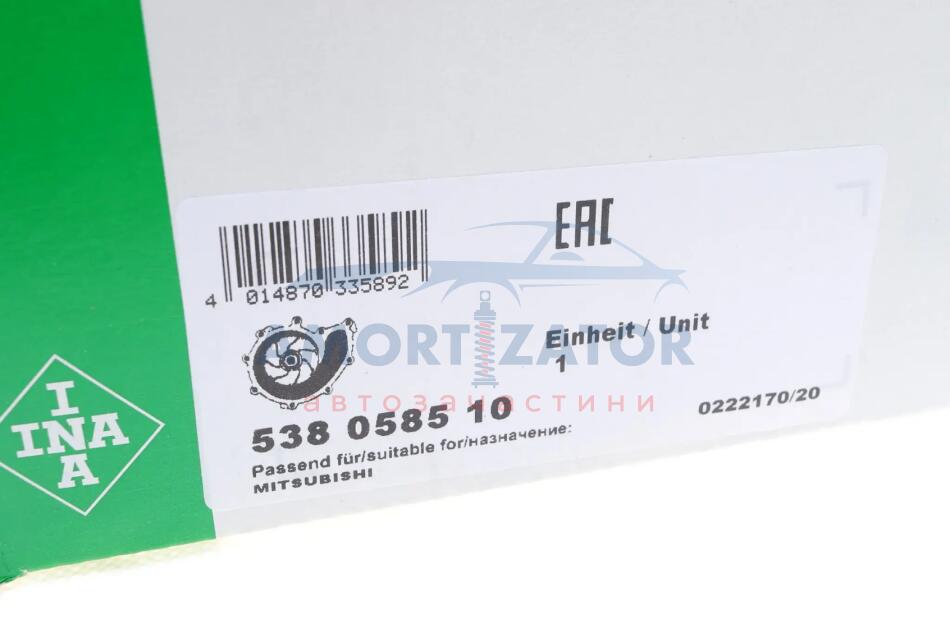 EAC
4 014870 335892
AMORTIZATOR
автозапчастини
Einheit / Unit
1
538 0585 10
0222170/20
Passend für/suitable for/назначение:
MITSUBISHI
I
INA
A